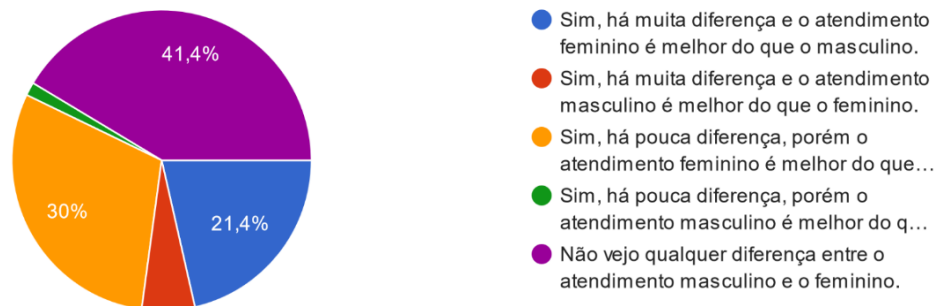 41,4%
30%
21,4%
Sim, há muita diferença e o atendimento
feminino é melhor do que o masculino.
Sim, há muita diferença e o atendimento
masculino é melhor do que o feminino.
Sim, há pouca diferença, porém o
atendimento feminino é melhor do que…
Sim, há pouca diferença, porém o
atendimento masculino é melhor do q…
Não vejo qualquer diferença entre o
atendimento masculino e o feminino.